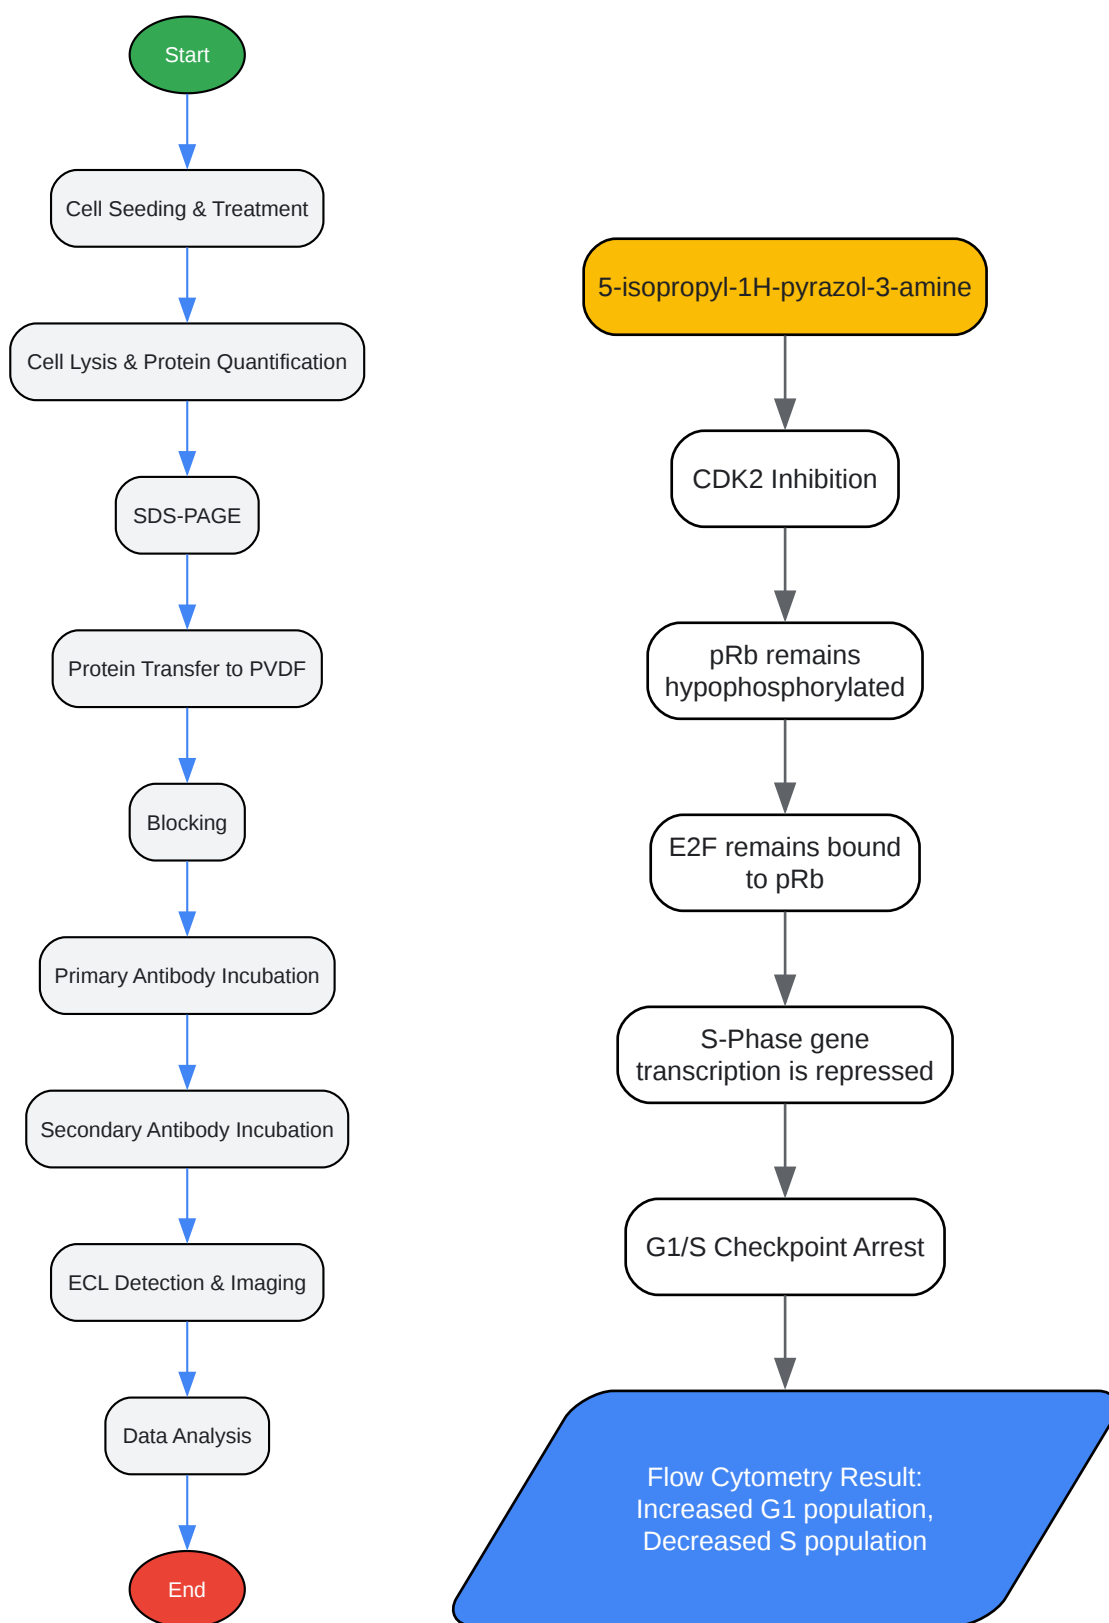 Start
Cell Seeding & Treatment
Cell Lysis & Protein Quantification
SDS-PAGE
Protein Transfer to PVDF
Blocking
Primary Antibody Incubation
Secondary Antibody Incubation
ECL Detection & Imaging
Data Analysis
End
5-isopropyl-1H-pyrazol-3-amine
CDK2 Inhibition
pRb remains
hypophosphorylated
E2F remains bound
to pRb
S-Phase gene
transcription is repressed
G1/S Checkpoint Arrest
Flow Cytometry Result:
Increased G1 population,
Decreased S population